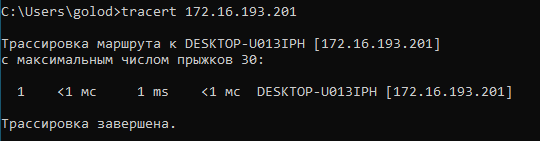 C:\Users\golod>tracert 172.16.193.201
Трассировка маршрута к DESKTOP-U013IPH [172.16.193.201]
с максимальным числом прыжков 30:
1 <1 мс 1 ms <1 мс DESKTOP-U013IPH [172.16.193.201]
Трассировка завершена.